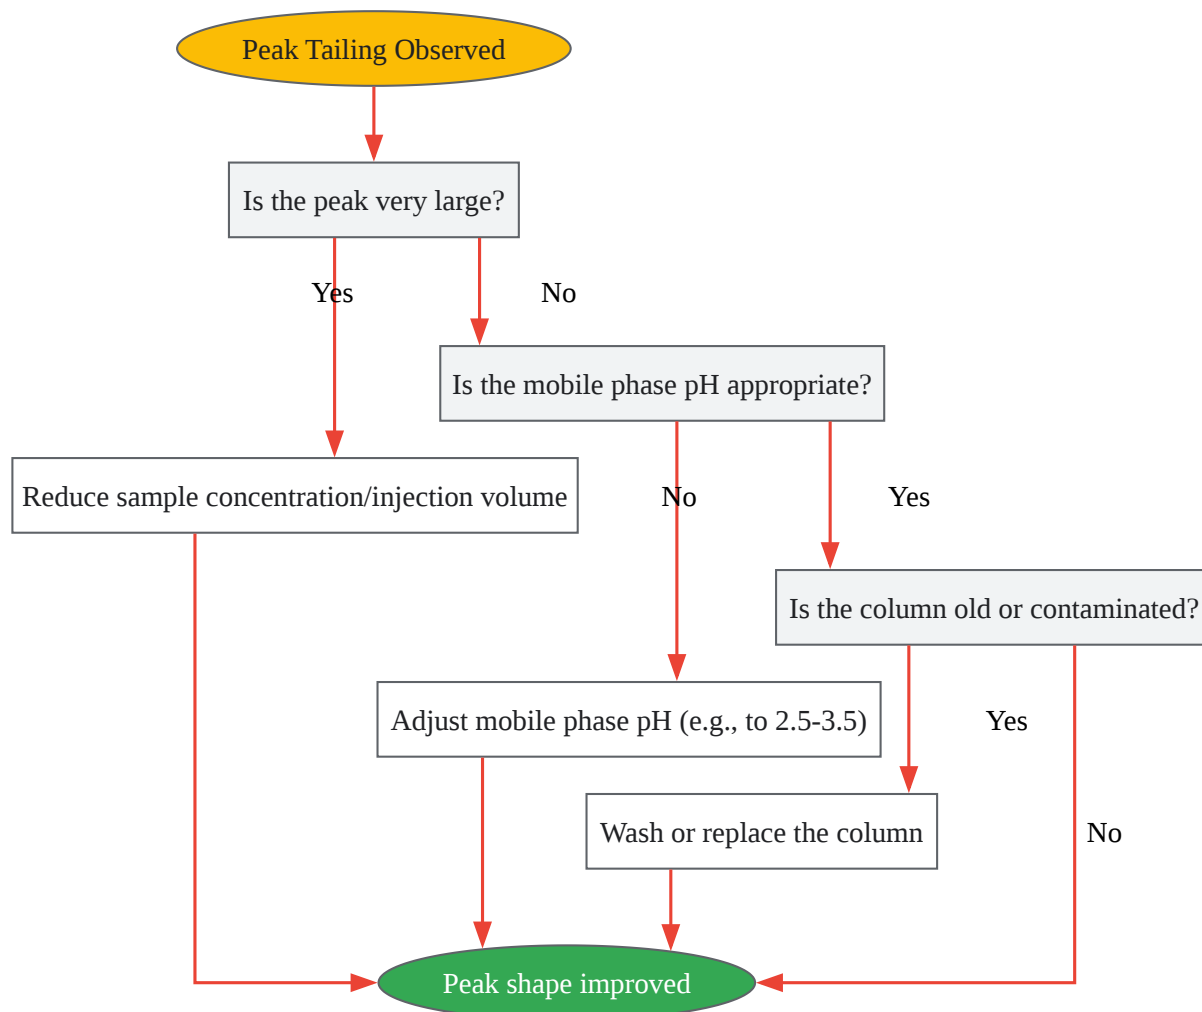 Peak Tailing Observed
Is the peak very large?
Yes
No
Is the mobile phase pH appropriate?
Reduce sample concentration/injection volume
No
Yes
Is the column old or contaminated?
Adjust mobile phase pH (e.g., to 2.5-3.5)
Yes
Wash or replace the column
No
Peak shape improved